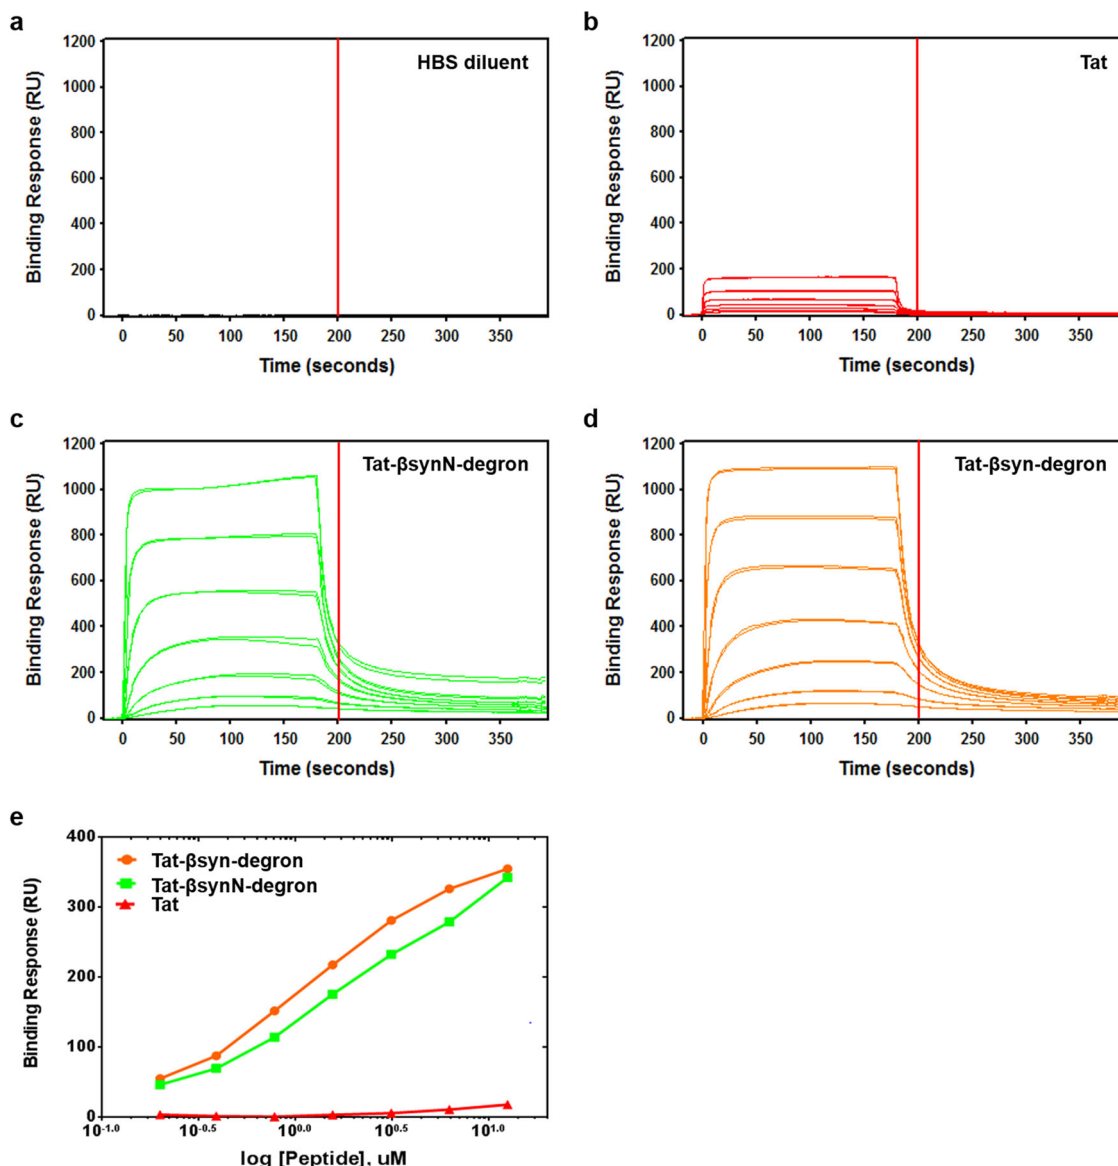 a
1200
1000
800
600
400
200
0
Binding Response (RU)
HBS diluent
0 50 100 150 200 250 300 350
Time (seconds)
b
1200
1000
800
600
400
200
0
Binding Response (RU)
Tat
0 50 100 150 200 250 300 350
Time (seconds)
c
1200
1000
800
600
400
200
0
Binding Response (RU)
Tat-βsynN-degron
0 50 100 150 200 250 300 350
Time (seconds)
d
1200
1000
800
600
400
200
0
Binding Response (RU)
Tat-βsyn-degron
0 50 100 150 200 250 300 350
Time (seconds)
e
400
300
200
100
0
Binding Response (RU)
Tat-βsyn-degron
Tat-βsynN-degron
Tat
10^-1.0 10^-0.5 10^0.0 10^0.5 10^1.0
log [Peptide], uM